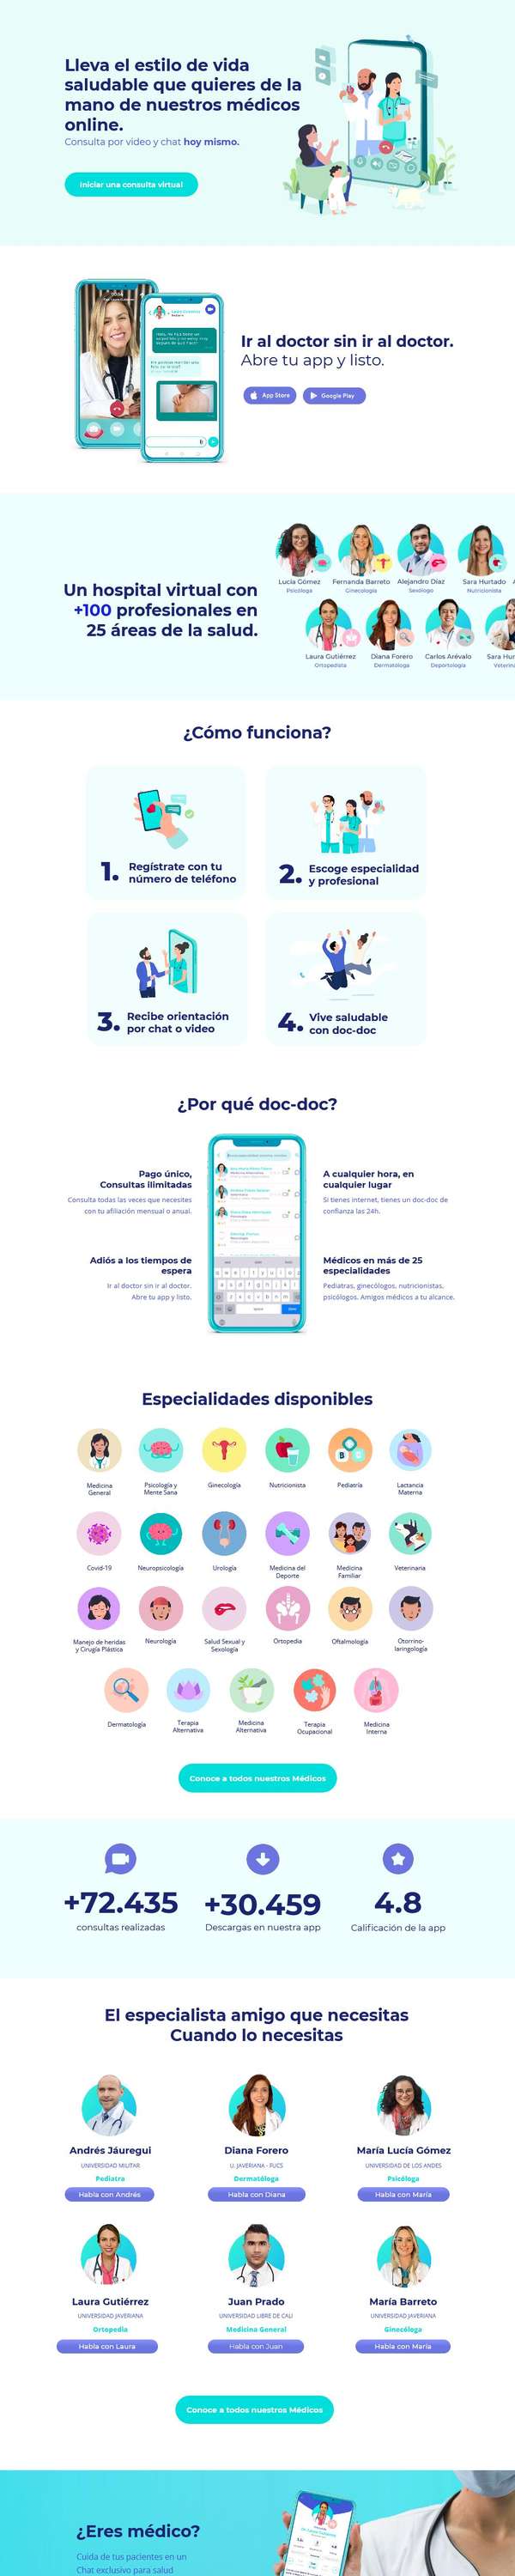 Lleva el estilo de vida
saludable que quieres de la
mano de nuestros médicos
online.
Consulta por video y chat hoy mismo.
Iniciar una consulta virtual
Ir al doctor sin ir al doctor.
Abre tu app y listo.
App Store
Google Play
Un hospital virtual con
+100 profesionales en
25 áreas de la salud.
Lucía Gómez
Psicóloga
Fernanda Barreto
Ginecología
Alejandro Díaz
Sexólogo
Sara Hurtado
Nutricionista
Laura Gutiérrez
Ortopedista
Diana Forero
Dermatóloga
Carlos Arévalo
Deportología
Sara Hur
Veterina
¿Cómo funciona?
1. Regístrate con tu
número de teléfono
2. Escoge especialidad
y profesional
3. Recibe orientación
por chat o video
4. Vive saludable
con doc-doc
¿Por qué doc-doc?
Pago único,
Consultas ilimitadas
Consulta todas las veces que necesites
con tu afiliación mensual o anual.
A cualquier hora, en
cualquier lugar
Si tienes internet, tienes un doc-doc de
confianza las 24h.
Adiós a los tiempos de
espera
Ir al doctor sin ir al doctor.
Abre tu app y listo.
Médicos en más de 25
especialidades
Pediatras, ginecólogos, nutricionistas,
psicólogos. Amigos médicos a tu alcance.
Especialidades disponibles
Medicina
General
Psicología y
Mente Sana
Ginecología
Nutricionista
Pediatría
Lactancia
Materna
Covid-19
Neuropsicología
Urología
Medicina del
Deporte
Medicina
Familiar
Veterinaria
Manejo de heridas
y Cirugía Plástica
Neurología
Salud Sexual y
Sexología
Ortopedia
Oftalmología
Otorrino-
laringología
Dermatología
Terapia
Alternativa
Medicina
Alternativa
Terapia
Ocupacional
Medicina
Interna
Conoce a todos nuestros Médicos
+72.435
consultas realizadas
+30.459
Descargas en nuestra app
4.8
Calificación de la app
El especialista amigo que necesitas
Cuando lo necesitas
Andrés Jáuregui
UNIVERSIDAD MILITAR
Pediatra
Habla con Andrés
Diana Forero
U. JAVERIANA - FUCS
Dermatóloga
Habla con Diana
María Lucía Gómez
UNIVERSIDAD DE LOS ANDES
Psicóloga
Habla con María
Laura Gutiérrez
UNIVERSIDAD JAVERIANA
Ortopedia
Habla con Laura
Juan Prado
UNIVERSIDAD LIBRE DE CALI
Medicina General
Habla con Juan
María Barreto
UNIVERSIDAD JAVERIANA
Ginecóloga
Habla con María
Conoce a todos nuestros Médicos
¿Eres médico?
Cuida de tus pacientes en un
Chat exclusivo para salud